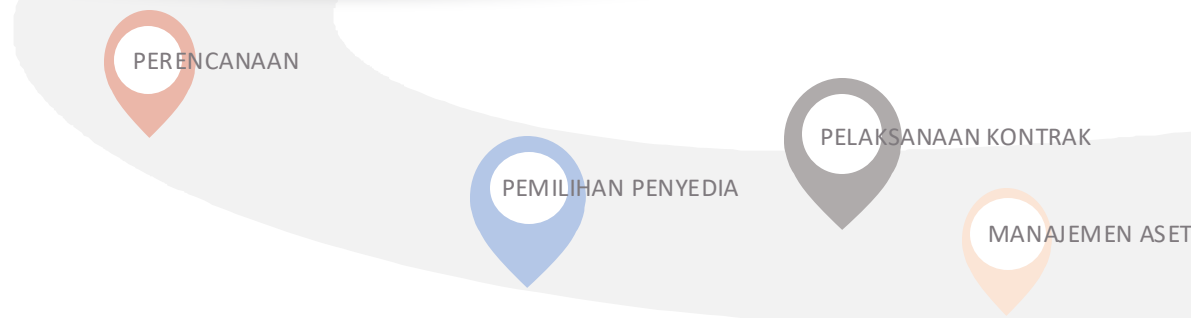 PERENCANAAN
PEMILIHAN PENYEDIA
PELAKSANAAN KONTRAK
MANAJEMEN ASET